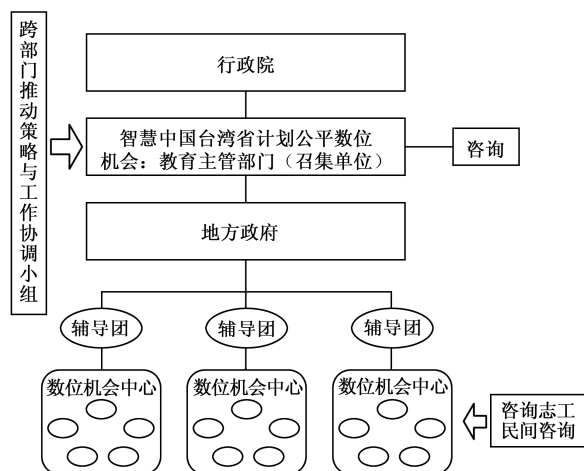 跨部门推动策略与工作协调小组
行政院
智慧中国台湾省计划公平数位
机会：教育主管部门（召集单位）
咨询
地方政府
辅导团
辅导团
辅导团
数位机会中心
数位机会中心
数位机会中心
咨询志工
民间咨询